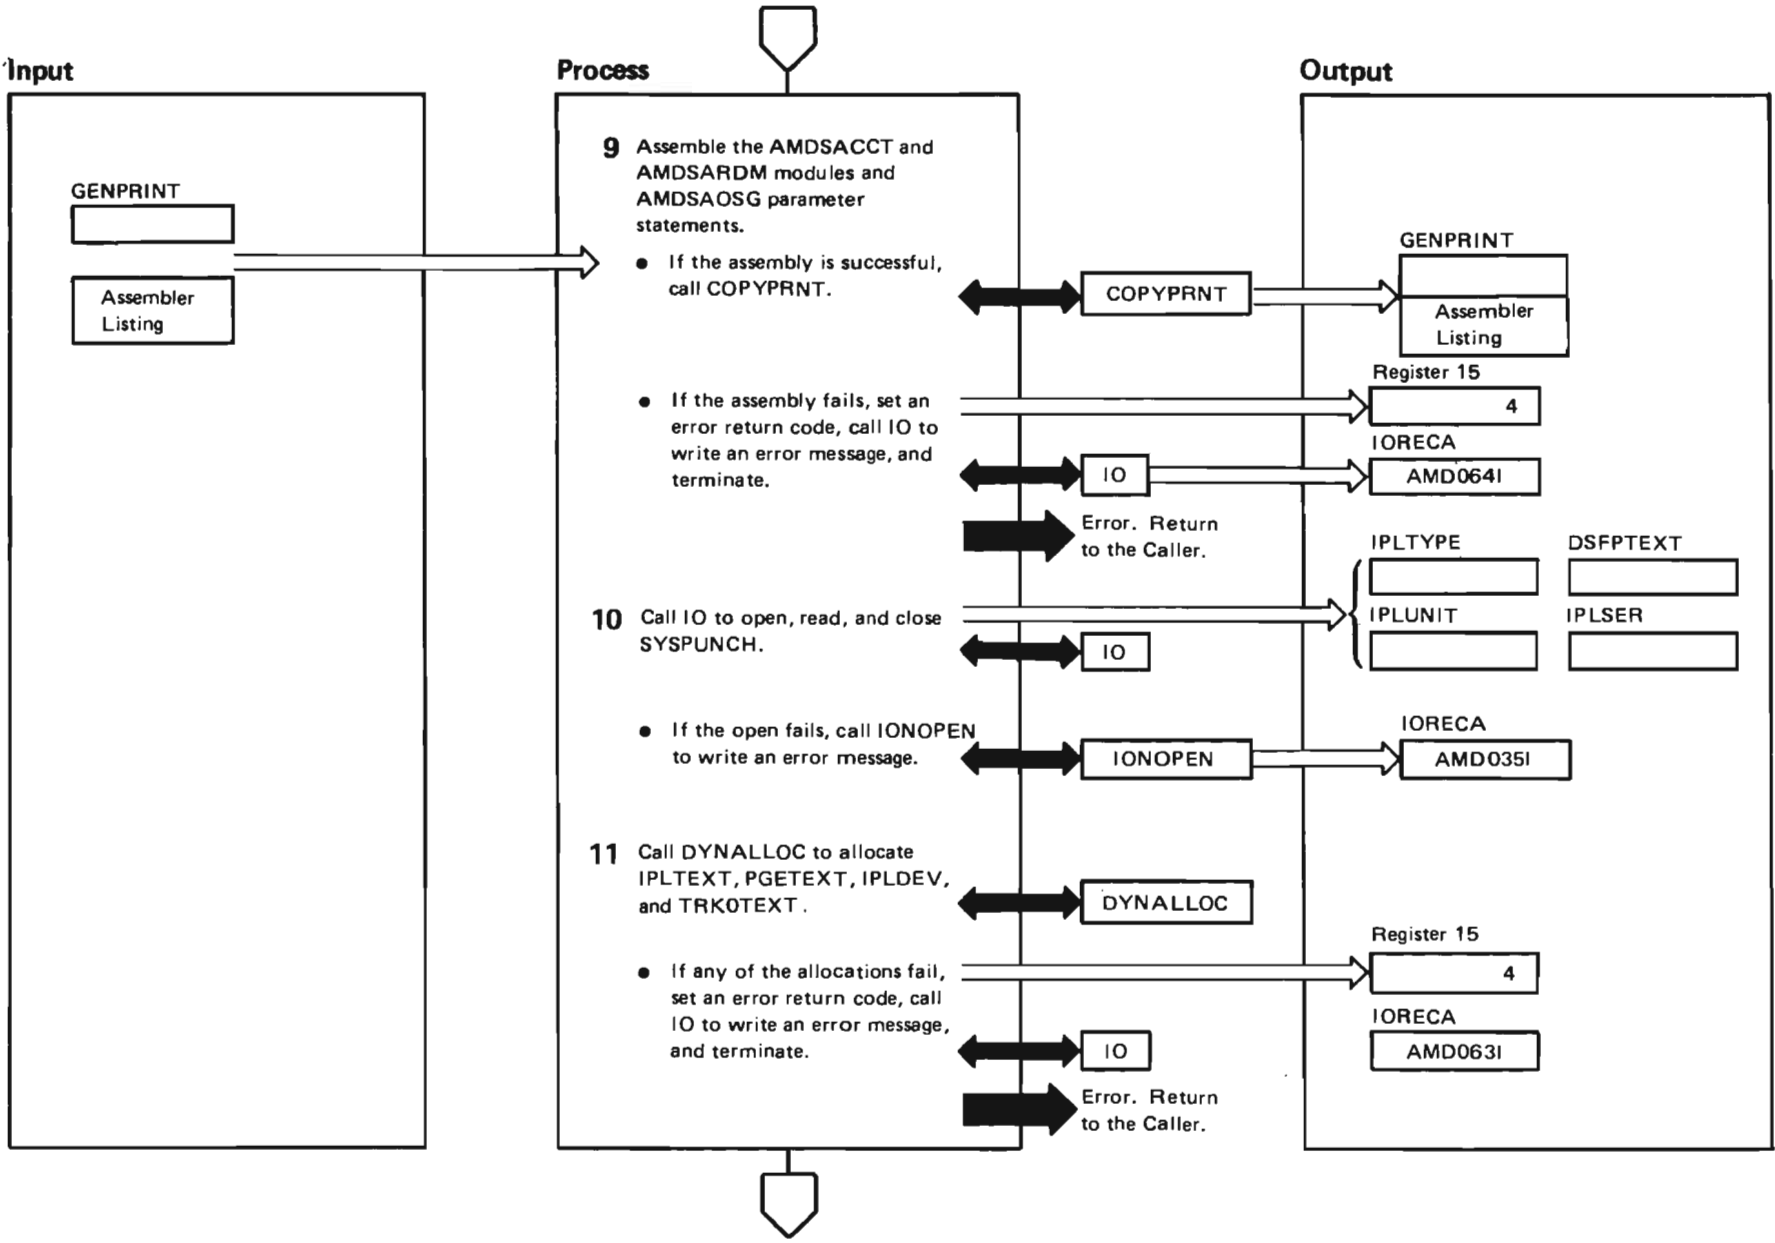 Input
Process
Output
GENPRINT
Assembler
Listing
9 Assemble the AMDSACCT and
AMDSARDM modules and
AMDSAOSG parameter
statements.
• If the assembly is successful,
call COPYPRNT.
COPYPRNT
GENPRINT
Assembler
Listing
• If the assembly fails, set an
error return code, call IO to
write an error message, and
terminate.
Register 15
4
IO
IORECA
AMD064I
Error. Return
to the Caller.
10 Call IO to open, read, and close
SYSPUNCH.
IO
IPLTYPE DSFPTEXT
IPLUNIT IPLSER
• If the open fails, call IONOPEN
to write an error message.
IONOPEN
IORECA
AMD035I
11 Call DYNALLOC to allocate
IPLTEXT, PGETEXT, IPLDEV,
and TRK0TEXT.
DYNALLOC
• If any of the allocations fail,
set an error return code, call
IO to write an error message,
and terminate.
Register 15
4
IO
IORECA
AMD063I
Error. Return
to the Caller.